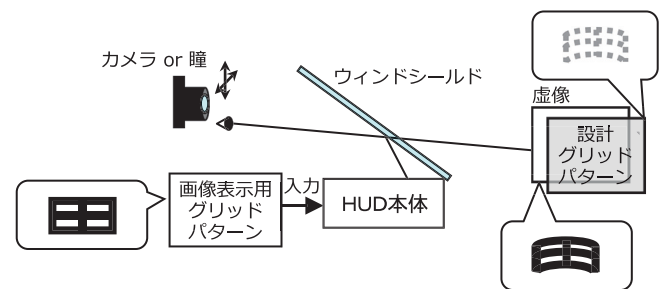 カメラ or 瞳
ウィンドシールド
虚像
設計
グリッド
パターン
画像表示用
グリッド
パターン
入力
HUD本体